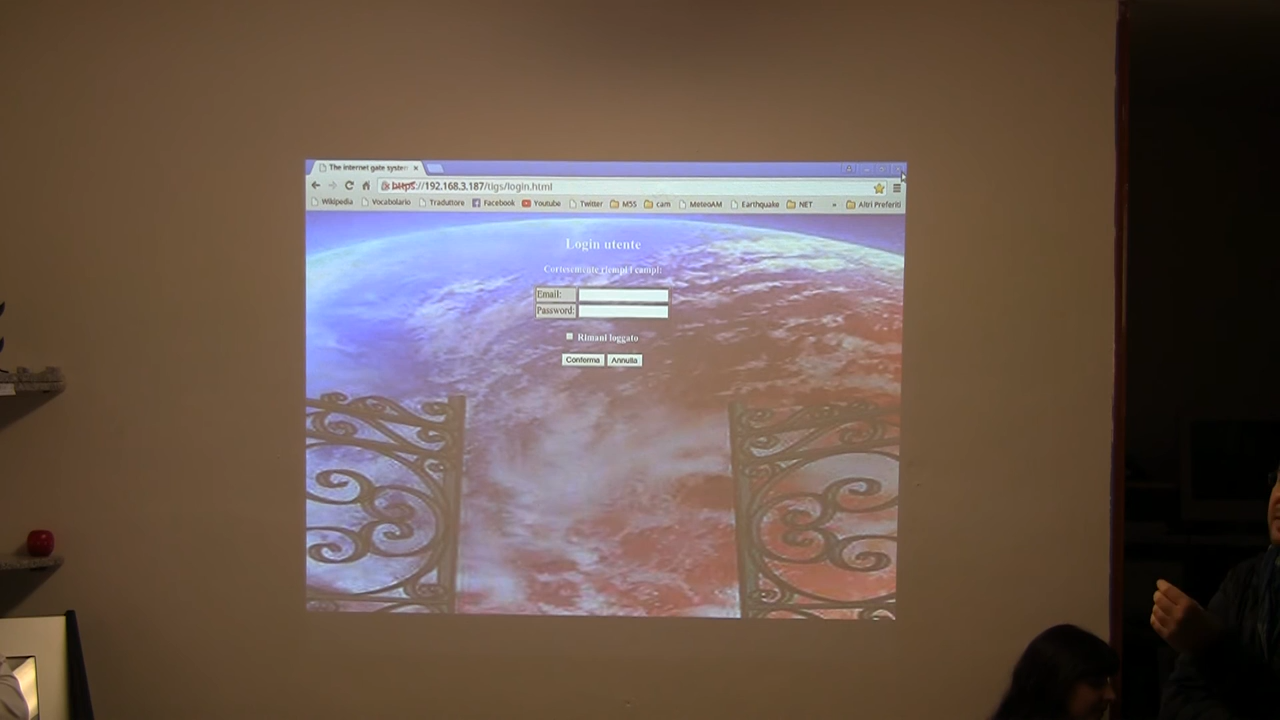 The internet gate system
https://192.168.3.187/tigs/login.html
Wikipedia Vocabolario Traduttore Facebook Youtube Twitter M5S cam MeteoAM Earthquake NET » Altri Preferiti
Login utente
Cortesemente riempi i campi:
Email:
Password:
Rimani loggato
Conferma Annulla